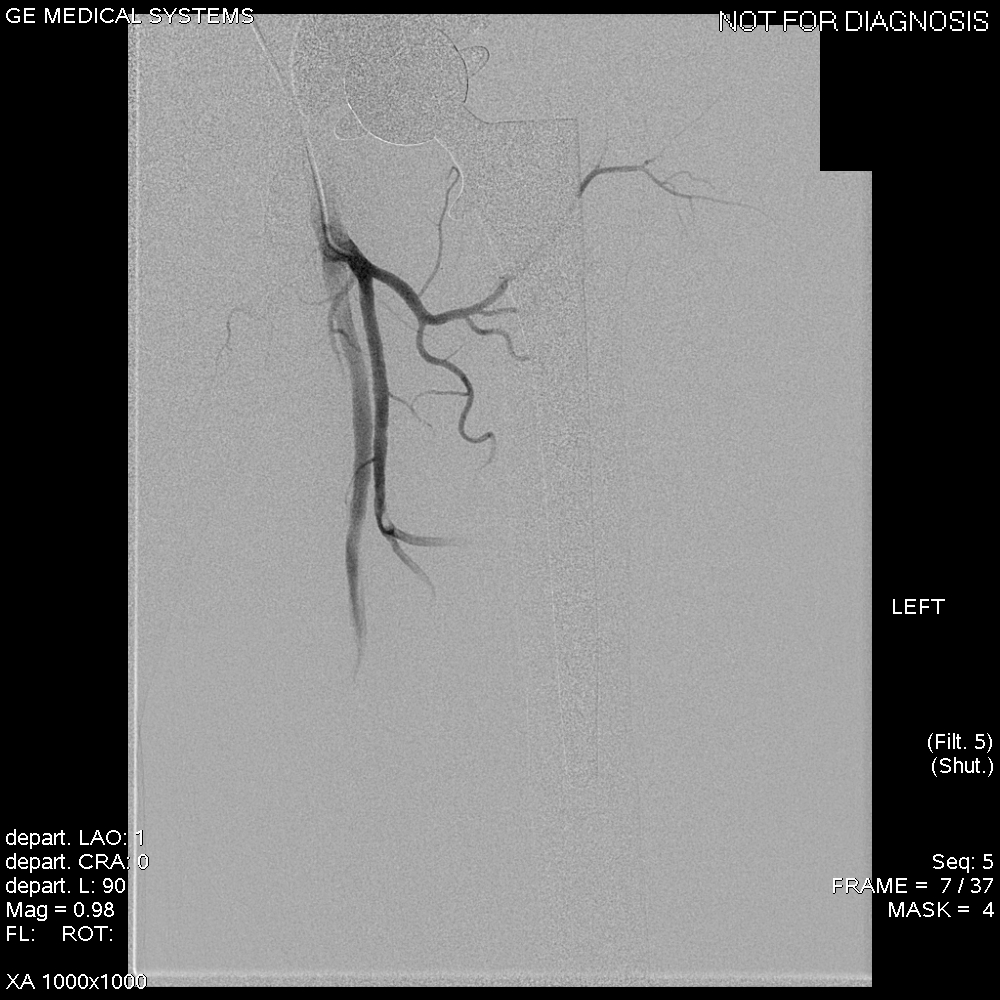 GE MEDICAL SYSTEMS
NOT FOR DIAGNOSIS
LEFT
(Filt. 5)
(Shut.)
depart. LAO: 1
depart. CRA: 0
depart. L: 90
Mag = 0.98
FL: ROT:
XA 1000x1000
Seq: 5
FRAME = 7 / 37
MASK = 4